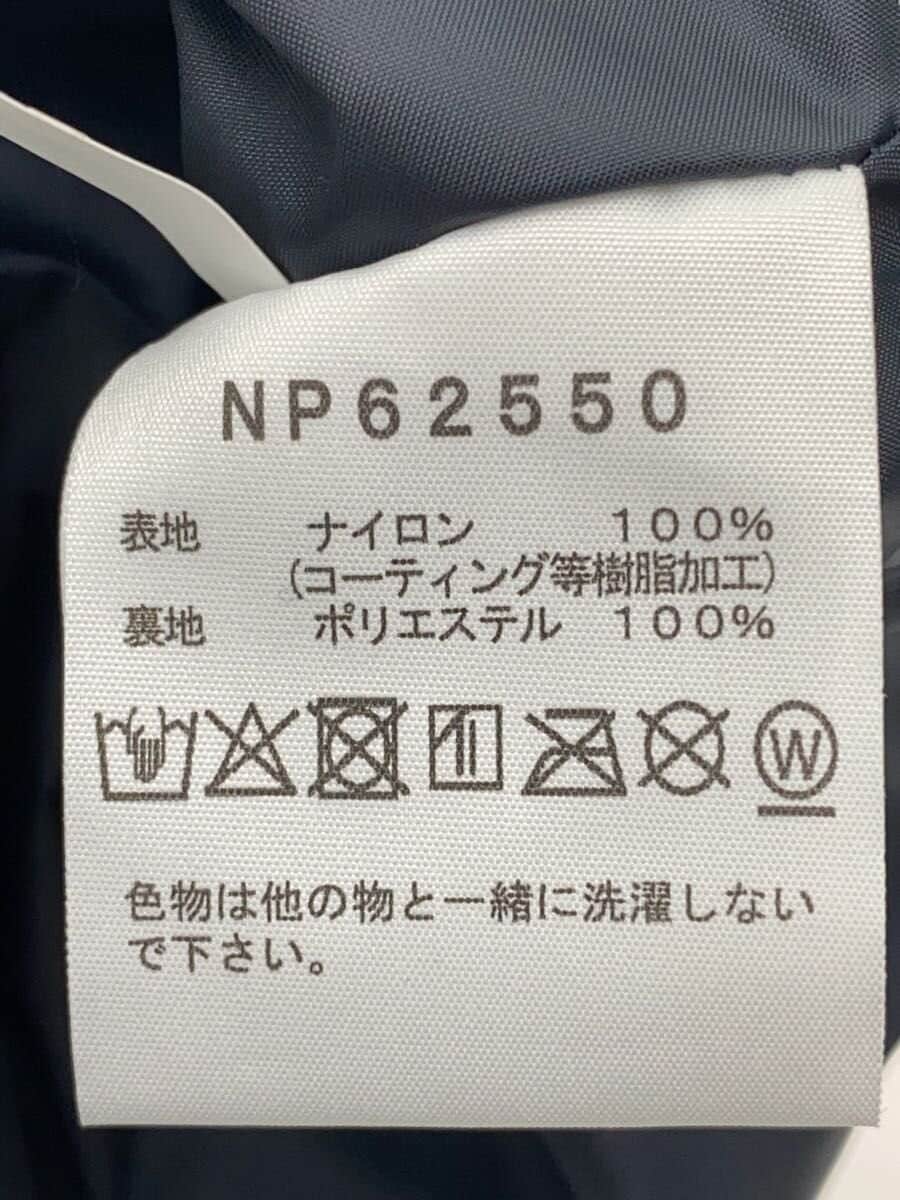 NP62550
表地 ナイロン 100%
(コーティング等樹脂加工)
裏地 ポリエステル 100%
W
色物は他の物と一緒に洗濯しない
で下さい。